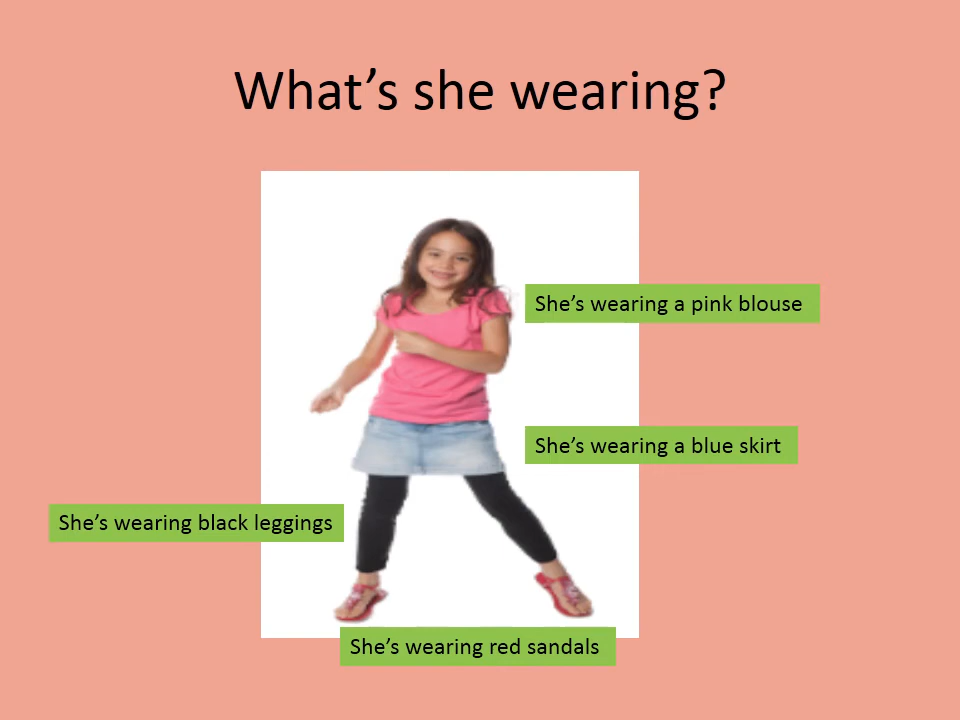 What’s she wearing?
She’s wearing a pink blouse
She’s wearing a blue skirt
She’s wearing black leggings
She’s wearing red sandals